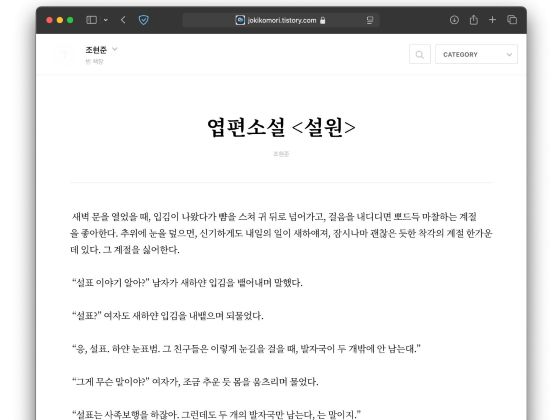 jokikomori.tistory.com
조현준
빈 책장
CATEGORY
엽편소설 <설원>
조현준
새벽 문을 열었을 때, 입김이 나왔다가 뺨을 스쳐 귀 뒤로 넘어가고, 걸음을 내디디면 뽀드득 마찰하는 계절
을 좋아한다. 추위에 눈을 덮으면, 신기하게도 내일의 일이 새하얘져, 잠시나마 괜찮은 듯한 착각의 계절 한가운
데 있다. 그 계절을 싫어한다.
“설표 이야기 알아?” 남자가 새하얀 입김을 뱉어내며 말했다.
“설표?” 여자도 새하얀 입김을 내뱉으며 되물었다.
“응, 설표. 하얀 눈표범. 그 친구들은 이렇게 눈길을 걸을 때, 발자국이 두 개밖에 안 남는대.”
“그게 무슨 말이야?” 여자가, 조금 추운 듯 몸을 움츠리며 물었다.
“설표는 사족보행을 하잖아. 그런데도 두 개의 발자국만 남는다, 는 말이지.”